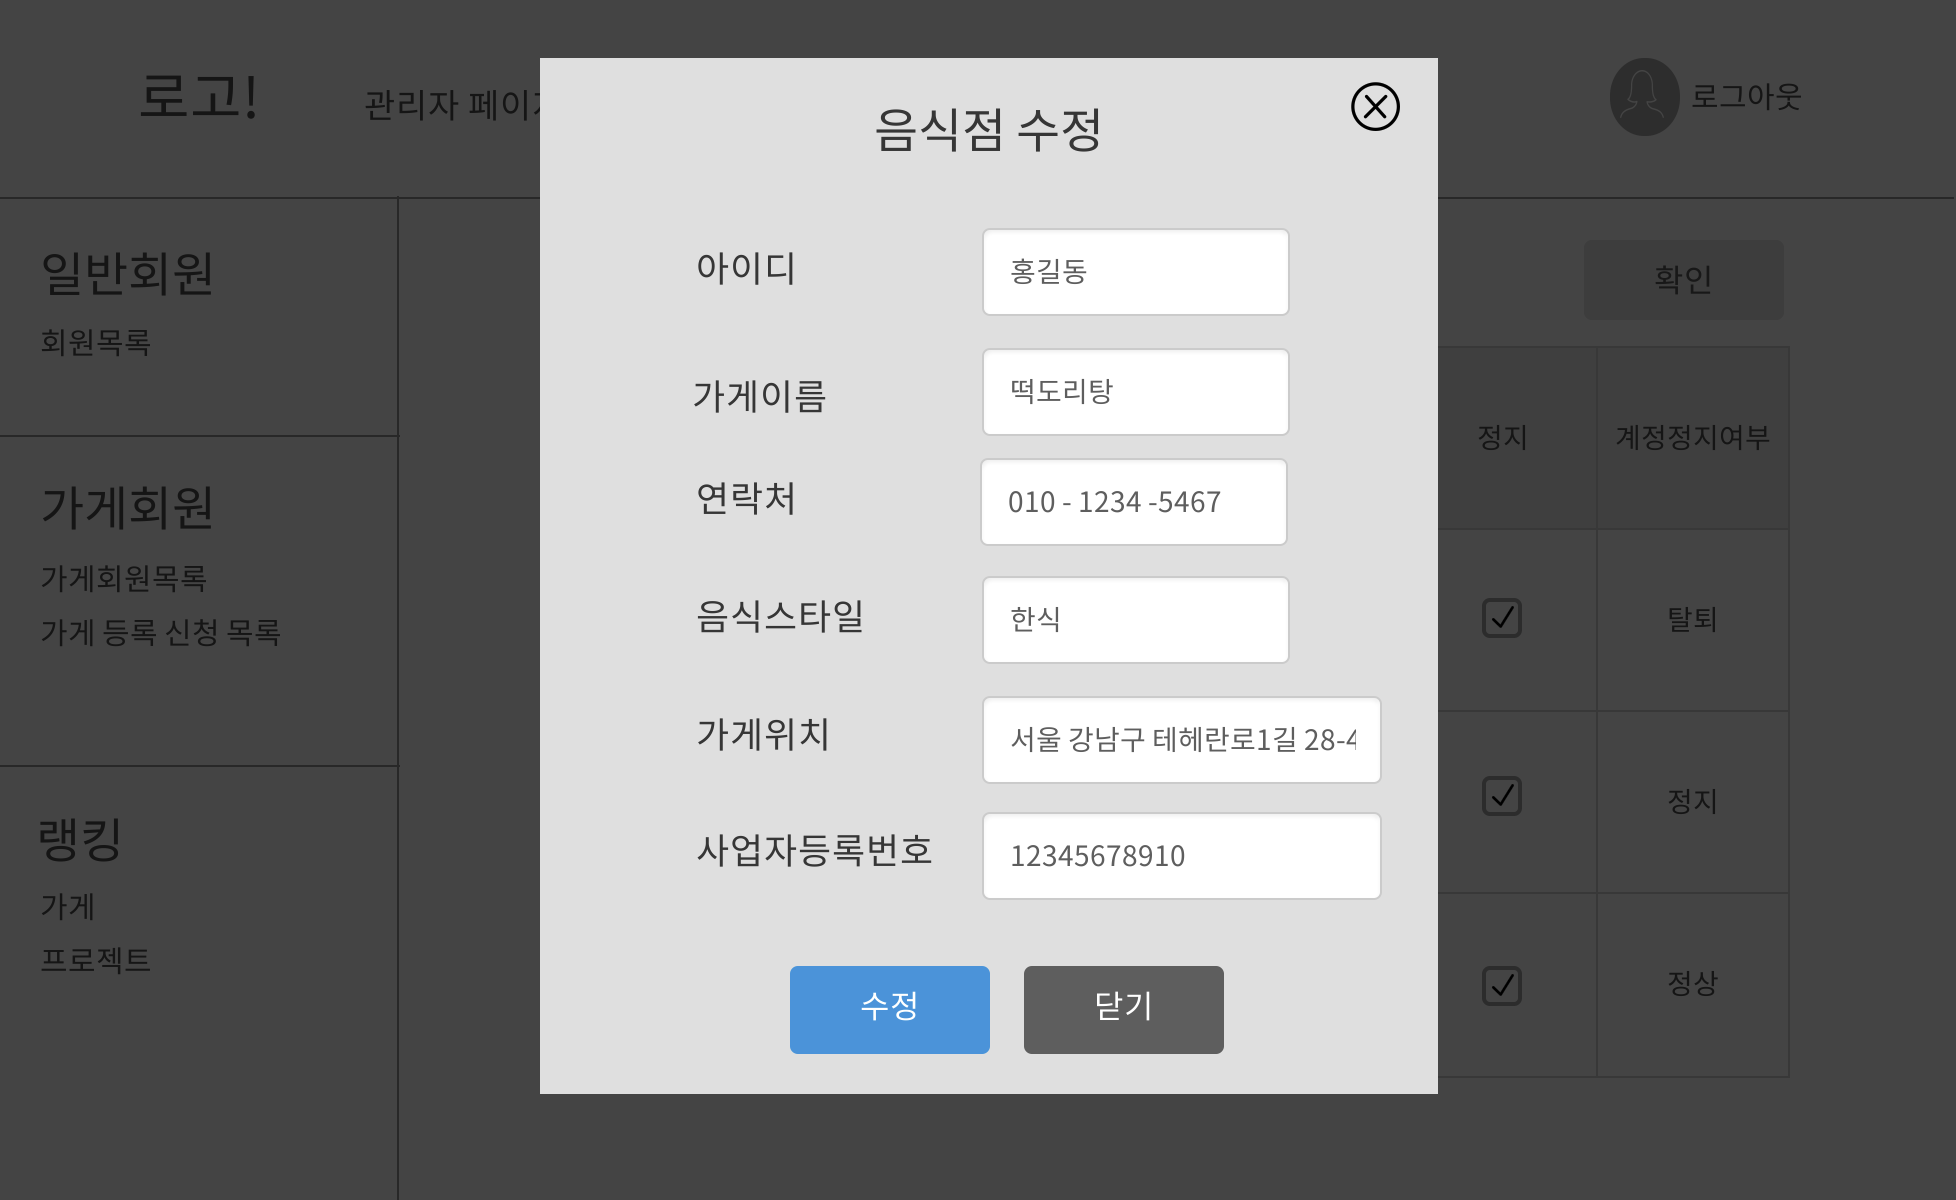 로고!
관리자 페이지
로그아웃
음식점 수정
일반회원
회원목록
가게회원
가게회원목록
가게 등록 신청 목록
랭킹
가게
프로젝트
아이디
홍길동
가게이름
떡도리탕
연락처
010 - 1234 -5467
음식스타일
한식
가게위치
서울 강남구 테헤란로1길 28-4
사업자등록번호
12345678910
수정
닫기
확인
정지
계정정지여부
탈퇴
정지
정상